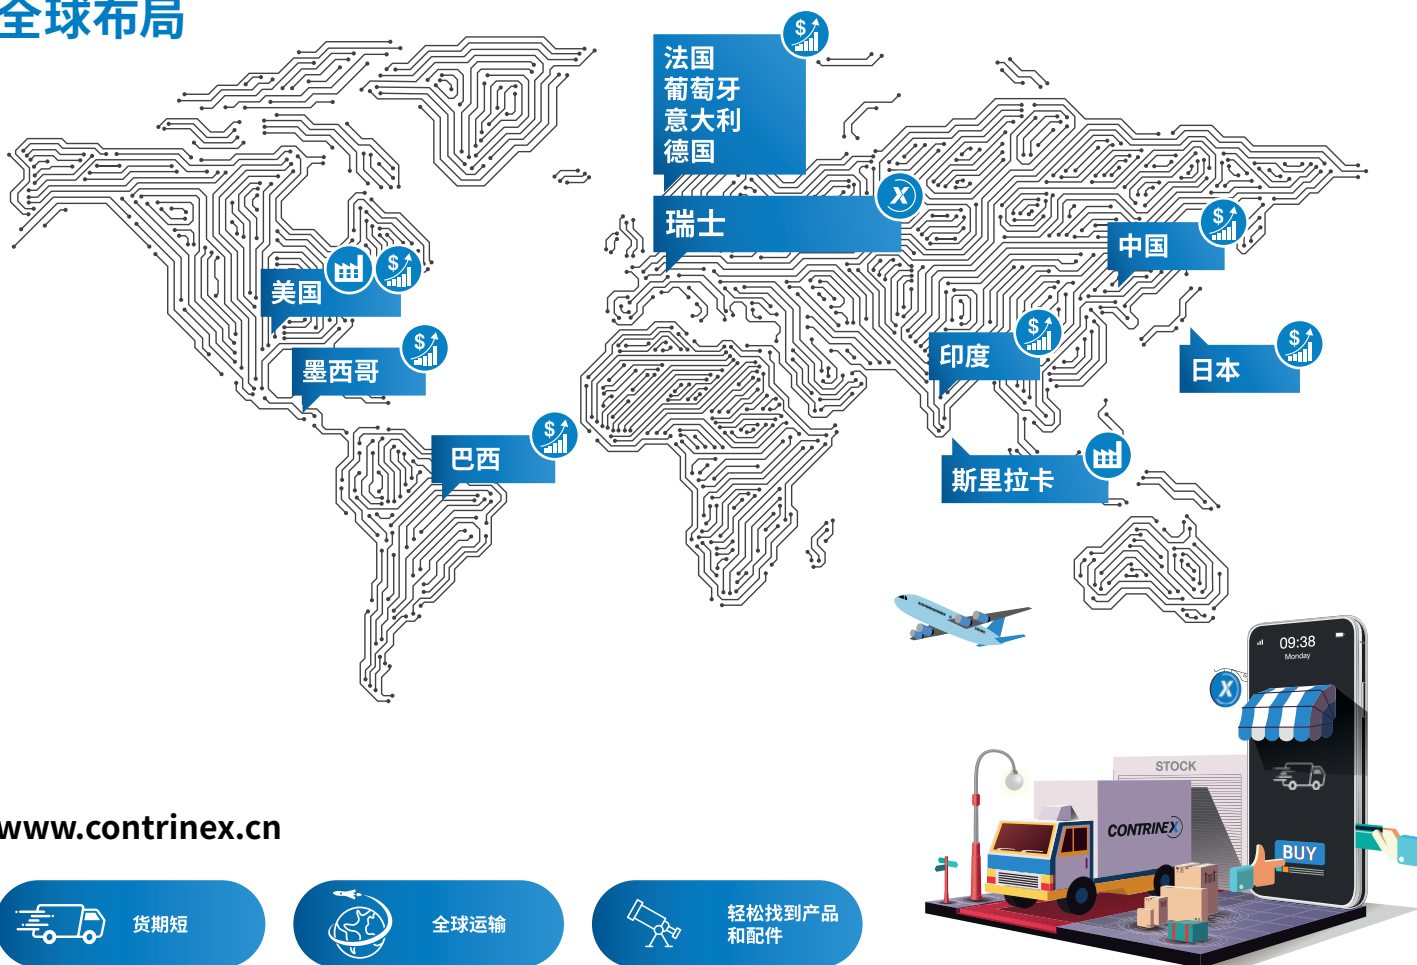 全球布局
法国
葡萄牙
意大利
德国
瑞士
中国
美国
印度
日本
墨西哥
巴西
斯里拉卡
09:38
Monday
X
STOCK
CONTRINEX
BUY
www.contrinex.cn
货期短
全球运输
轻松找到产品
和配件